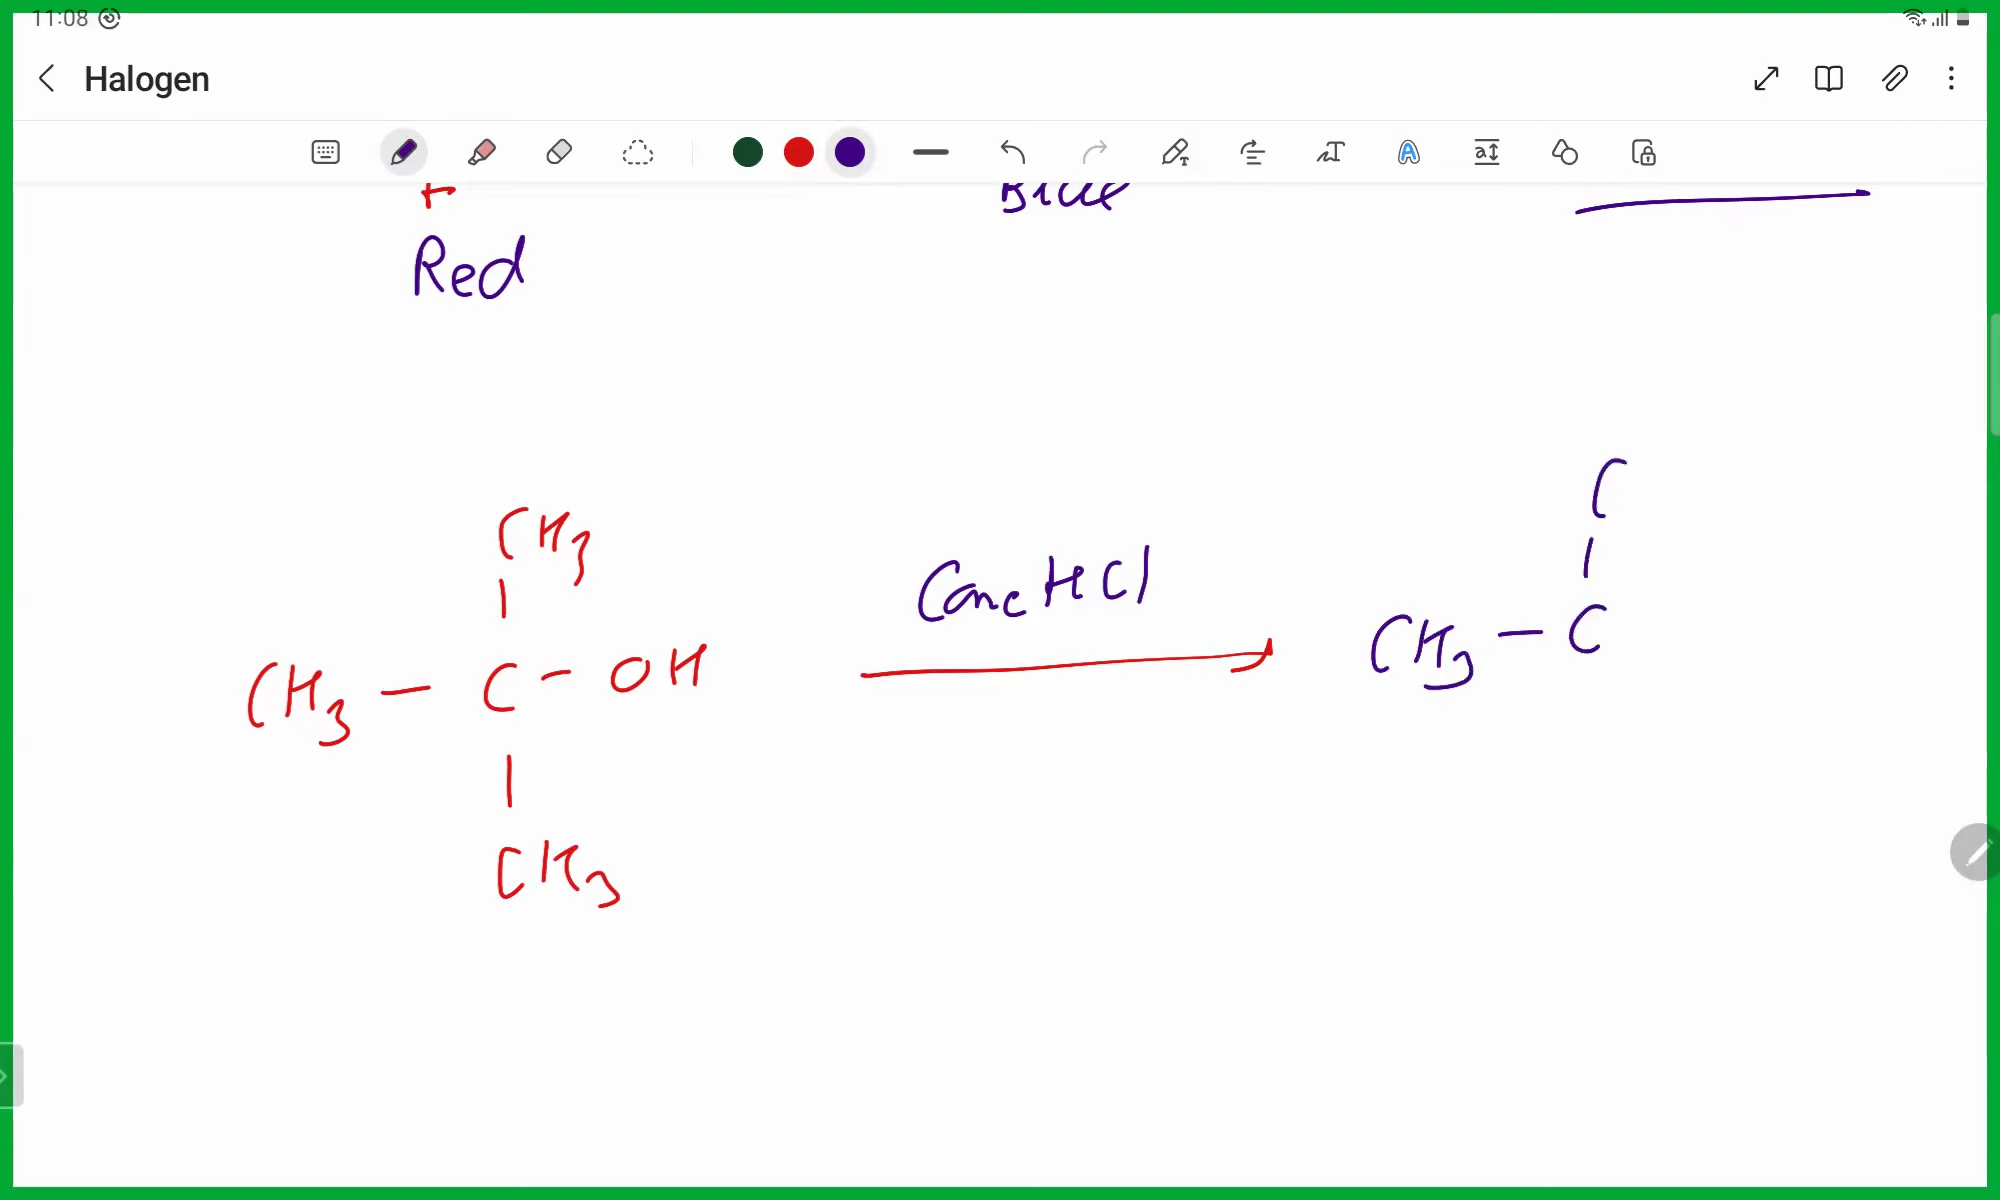 11:08
Halogen
Red
CH3
|
CH3 – C – OH
|
CH3
Conc HCl
C
|
CH3 – C